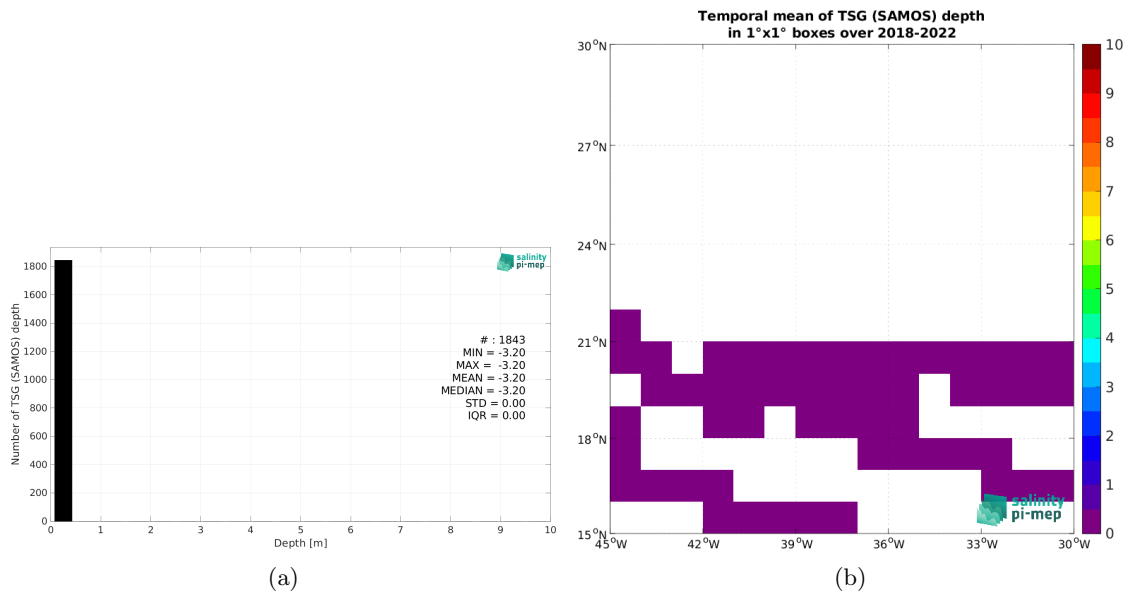 Temporal mean of TSG (SAMOS) depth
in 1°x1° boxes over 2018-2022
Number of TSG (SAMOS) depth
1800
1600
1400
1200
1000
800
600
400
200
0
0 1 2 3 4 5 6 7 8 9 10
Depth [m]
salinity
pi-mep
# : 1843
MIN = -3.20
MAX = -3.20
MEAN = -3.20
MEDIAN = -3.20
STD = 0.00
IQR = 0.00
(a)
30°N
27°N
24°N
21°N
18°N
15°N
45°W 42°W 39°W 36°W 33°W 30°W
salinity
pi-mep
10
9
8
7
6
5
4
3
2
1
0
(b)